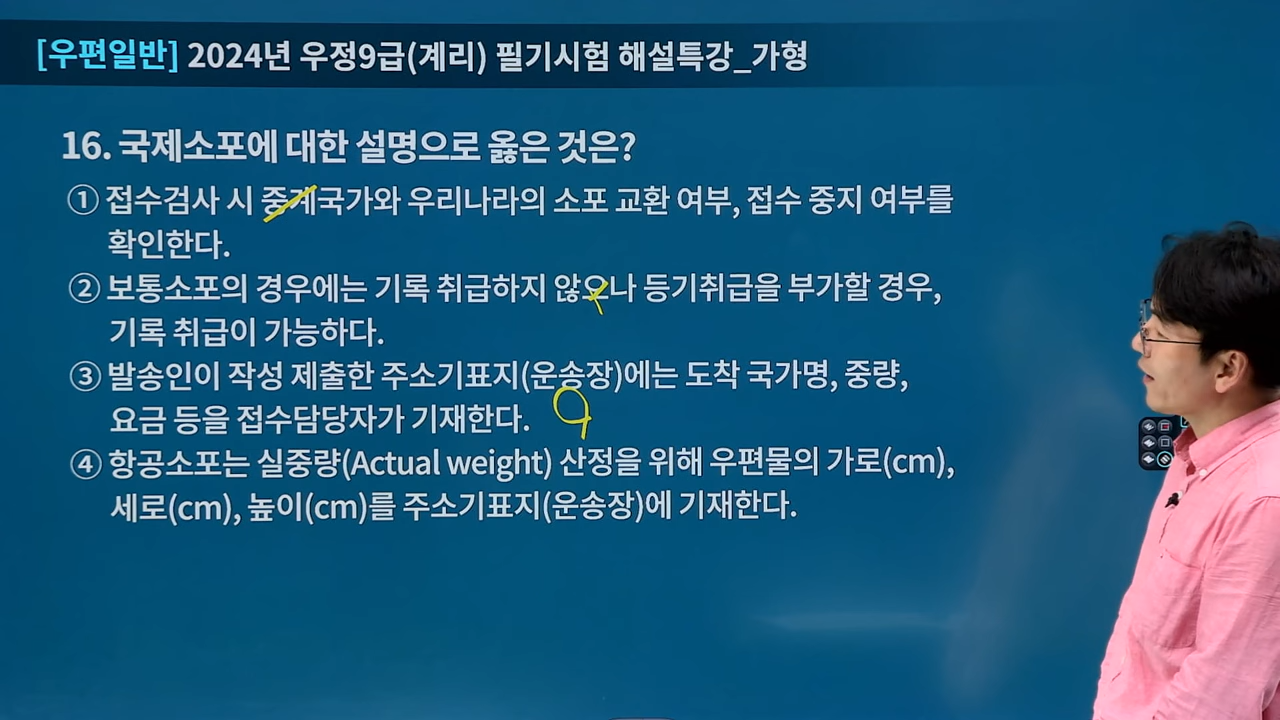 [우편일반] 2024년 우정9급(계리) 필기시험 해설특강_가형
16. 국제소포에 대한 설명으로 옳은 것은?
① 접수검사 시 중계국가와 우리나라의 소포 교환 여부, 접수 중지 여부를
확인한다.
② 보통소포의 경우에는 기록 취급하지 않으나 등기취급을 부가할 경우,
기록 취급이 가능하다.
③ 발송인이 작성 제출한 주소기표지(운송장)에는 도착 국가명, 중량,
요금 등을 접수담당자가 기재한다.
④ 항공소포는 실중량(Actual weight) 산정을 위해 우편물의 가로(cm),
세로(cm), 높이(cm)를 주소기표지(운송장)에 기재한다.